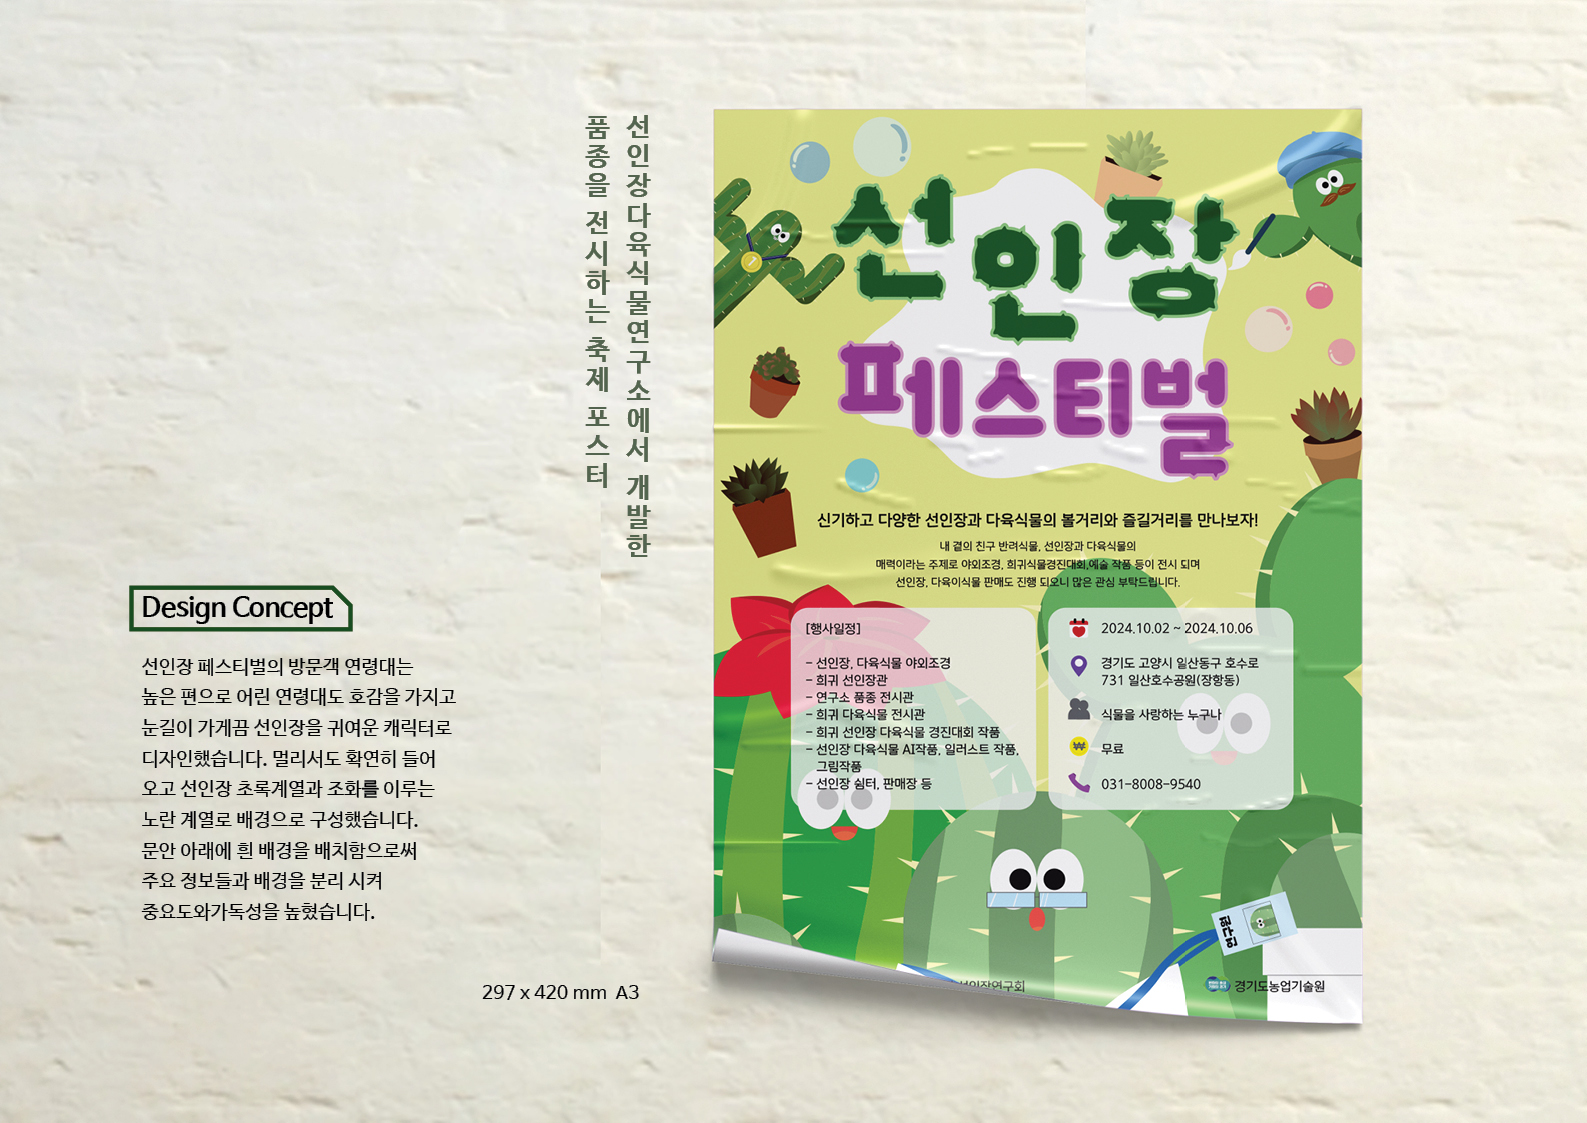 선인장다육식물연구소에서 개발한
품종을 전시하는 축제 포스터
Design Concept
선인장 페스티벌의 방문객 연령대는
높은 편으로 어린 연령대도 호감을 가지고
눈길이 가게끔 선인장을 귀여운 캐릭터로
디자인했습니다. 멀리서도 확연히 들어
오고 선인장 초록계열과 조화를 이루는
노란 계열로 배경으로 구성했습니다.
문안 아래에 흰 배경을 배치함으로써
주요 정보들과 배경을 분리 시켜
중요도와가독성을 높혔습니다.
297 x 420 mm A3
선인장
페스티벌
신기하고 다양한 선인장과 다육식물의 볼거리와 즐길거리를 만나보자!
내 곁의 친구 반려식물, 선인장과 다육식물의
매력이라는 주제로 야외조경, 희귀식물경진대회,예술 작품 등이 전시 되며
선인장, 다육이식물 판매도 진행 되오니 많은 관심 부탁드립니다.
[행사일정]
- 선인장, 다육식물 야외조경
- 희귀 선인장관
- 연구소 품종 전시관
- 희귀 다육식물 전시관
- 희귀 선인장 다육식물 경진대회 작품
- 선인장 다육식물 AI작품, 일러스트 작품,
그림작품
- 선인장 쉼터, 판매장 등
2024.10.02 ~ 2024.10.06
경기도 고양시 일산동구 호수로
731 일산호수공원(장항동)
식물을 사랑하는 누구나
무료
031-8008-9540
연구원
선인장연구회
경기도농업기술원